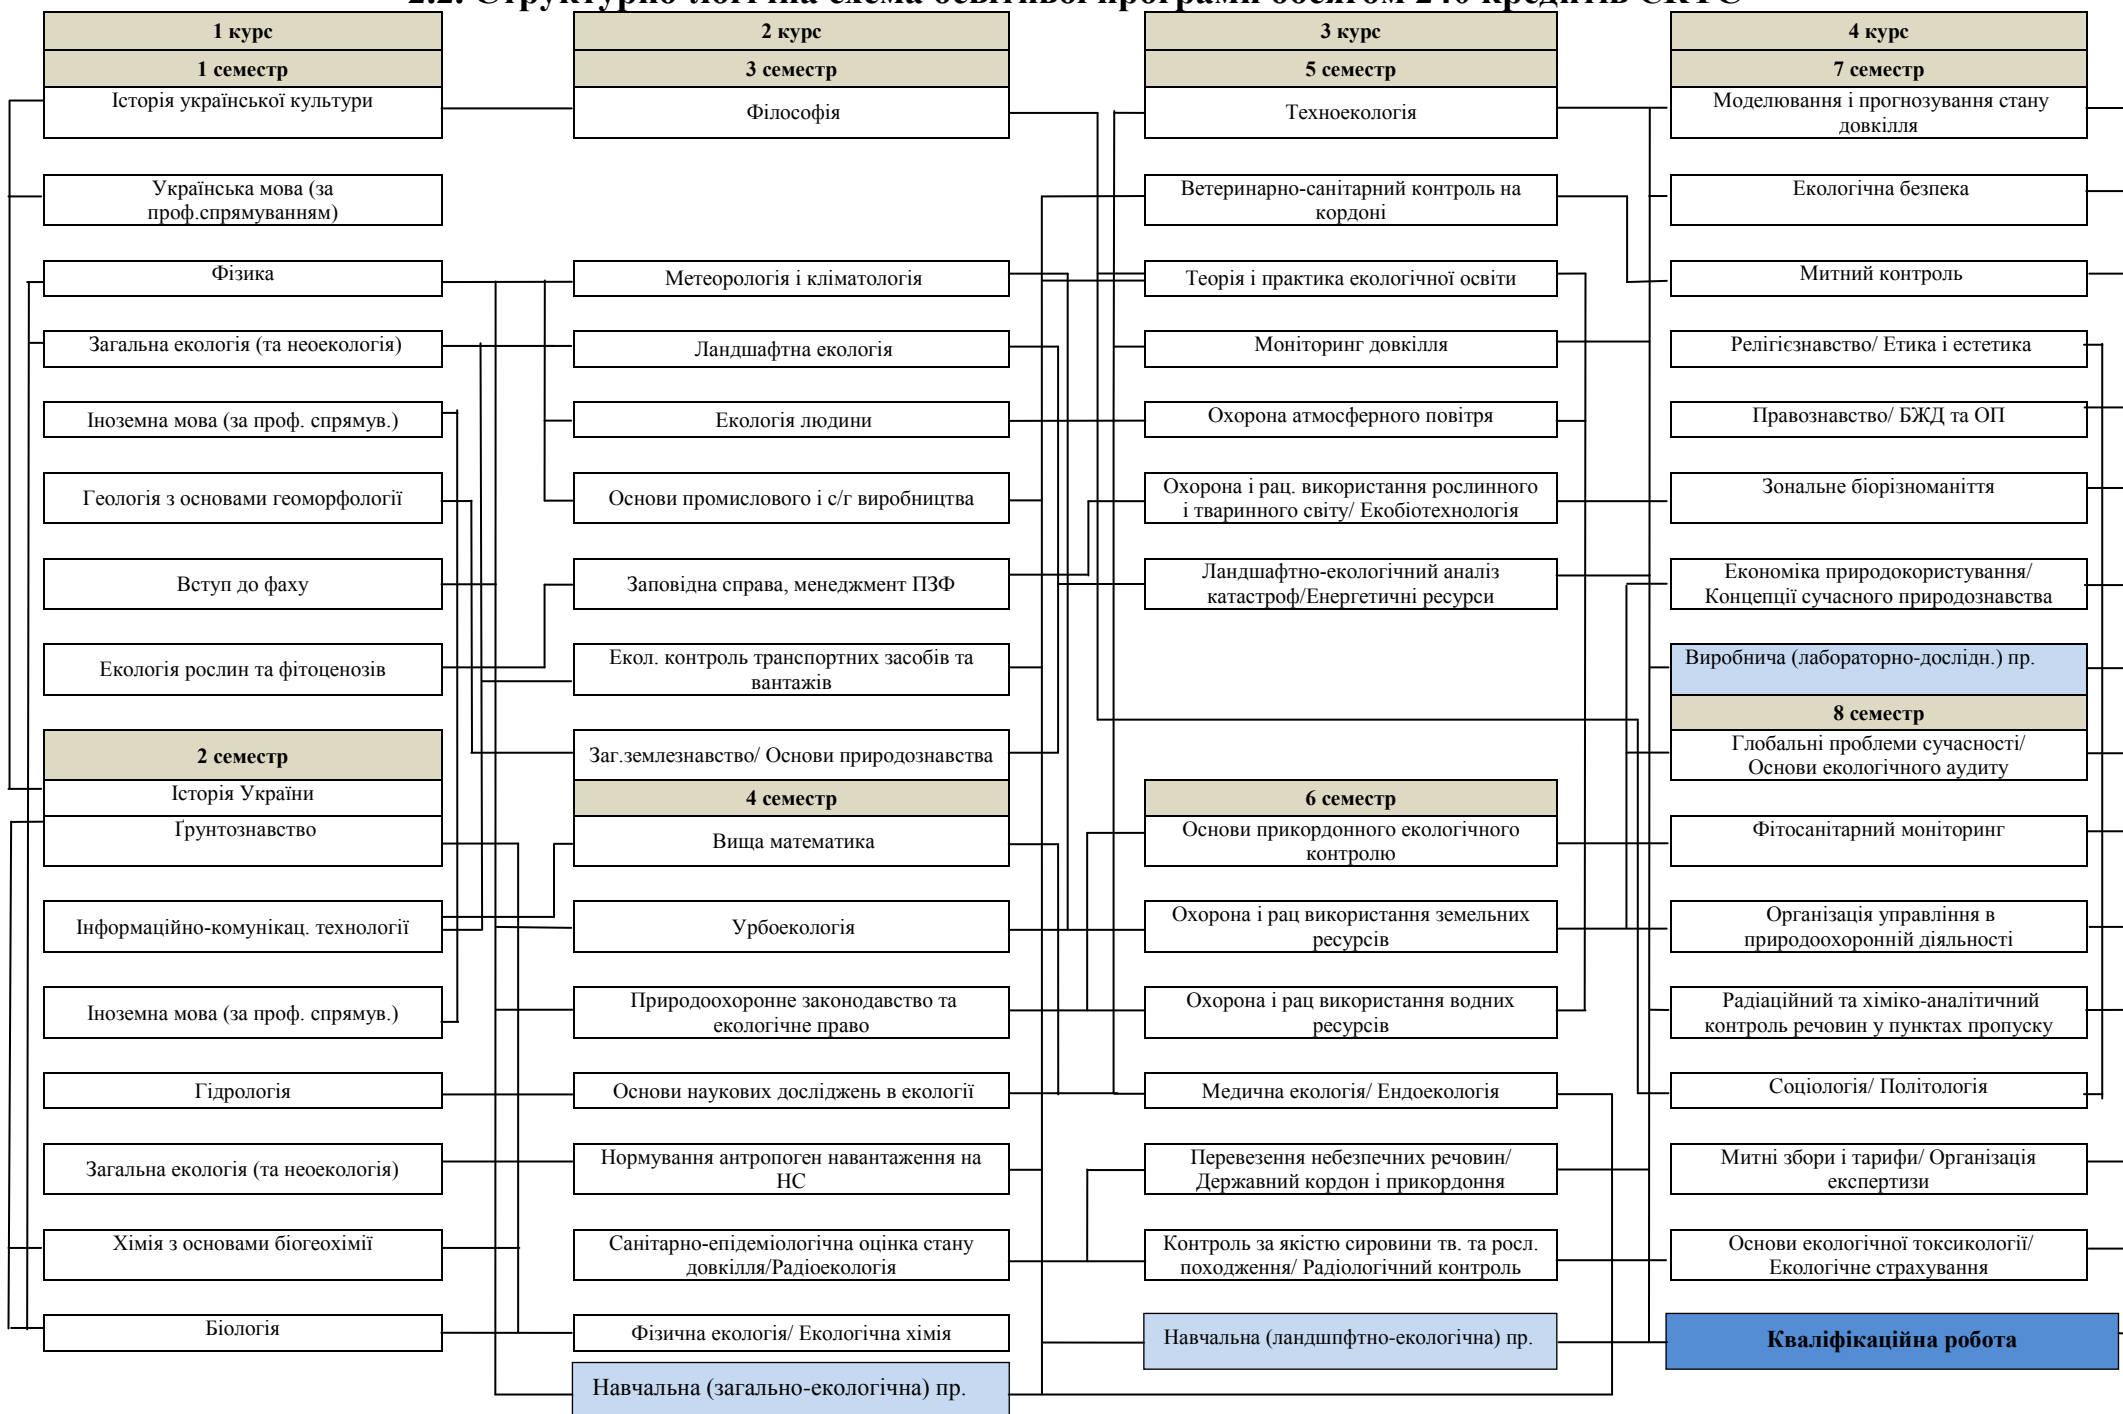 2.2. Структурно-логічна схема освітньої програми обсягом 240 кредитів ЄКТС
1 курс
1 семестр
Історія української культури
Українська мова (за
проф.спрямуванням)
Фізика
Загальна екологія (та неоекологія)
Іноземна мова (за проф. спрямув.)
Геологія з основами геоморфології
Вступ до фаху
Екологія рослин та фітоценозів
2 семестр
Історія України
Ґрунтознавство
Інформаційно-комунікац. технології
Іноземна мова (за проф. спрямув.)
Гідрологія
Загальна екологія (та неоекологія)
Хімія з основами біогеохімії
Біологія
2 курс
3 семестр
Філософія
Метеорологія і кліматологія
Ландшафтна екологія
Екологія людини
Основи промислового і с/г виробництва
Заповідна справа, менеджмент ПЗФ
Екол. контроль транспортних засобів та
вантажів
Заг.землезнавство/ Основи природознавства
4 семестр
Вища математика
Урбоекологія
Природоохоронне законодавство та
екологічне право
Основи наукових досліджень в екології
Нормування антропоген навантаження на
НС
Санітарно-епідеміологічна оцінка стану
довкілля/Радіоекологія
Фізична екологія/ Екологічна хімія
Навчальна (загально-екологічна) пр.
3 курс
5 семестр
Техноекологія
Ветеринарно-санітарний контроль на
кордоні
Теорія і практика екологічної освіти
Моніторинг довкілля
Охорона атмосферного повітря
Охорона і рац. використання рослинного
і тваринного світу/ Екобіотехнологія
Ландшафтно-екологічний аналіз
катастроф/Енергетичні ресурси
6 семестр
Основи прикордонного екологічного
контролю
Охорона і рац використання земельних
ресурсів
Охорона і рац використання водних
ресурсів
Медична екологія/ Ендоекологія
Перевезення небезпечних речовин/
Державний кордон і прикордоння
Контроль за якістю сировини тв. та росл.
походження/ Радіологічний контроль
Навчальна (ландшпфтно-екологічна) пр.
4 курс
7 семестр
Моделювання і прогнозування стану
довкілля
Екологічна безпека
Митний контроль
Релігієзнавство/ Етика і естетика
Правознавство/ БЖД та ОП
Зональне біорізноманіття
Економіка природокористування/
Концепції сучасного природознавства
Виробнича (лабораторно-дослідн.) пр.
8 семестр
Глобальні проблеми сучасності/
Основи екологічного аудиту
Фітосанітарний моніторинг
Організація управління в
природоохоронній діяльності
Радіаційний та хіміко-аналітичний
контроль речовин у пунктах пропуску
Соціологія/ Політологія
Митні збори і тарифи/ Організація
експертизи
Основи екологічної токсикології/
Екологічне страхування
Кваліфікаційна робота